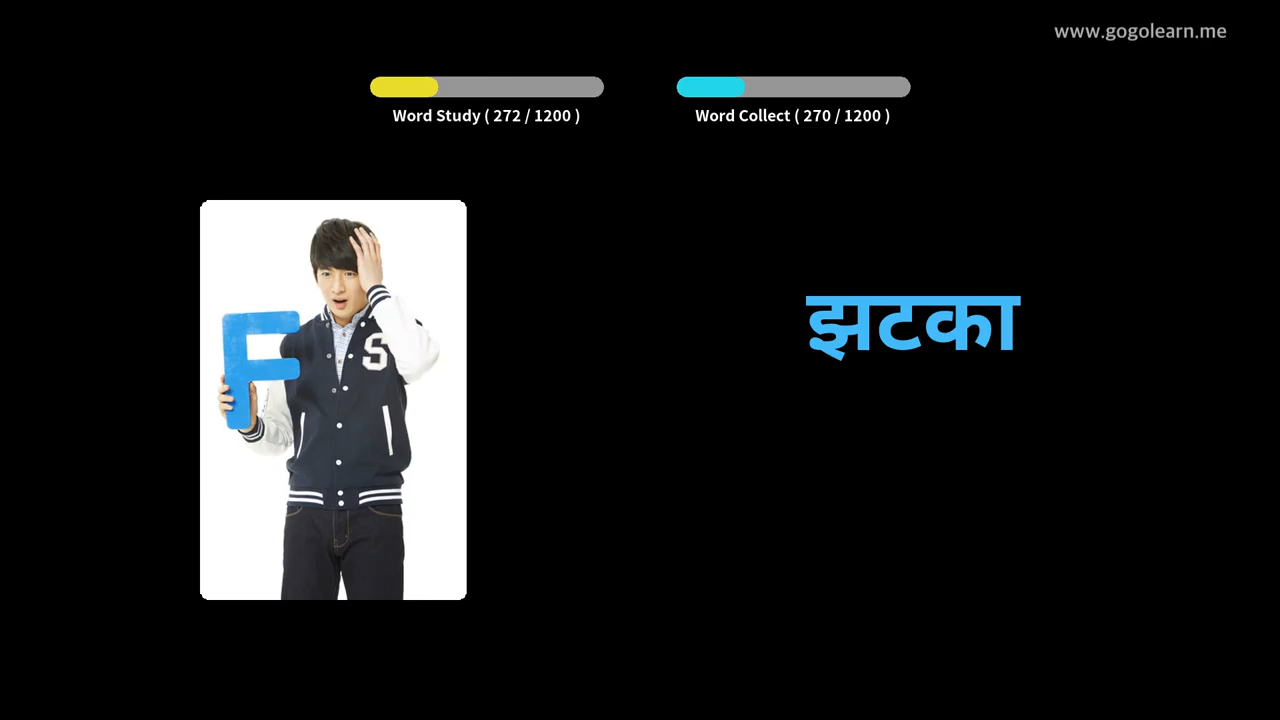 www.gogolearn.me
Word Study ( 272 / 1200 )
Word Collect ( 270 / 1200 )
F
S
झटका